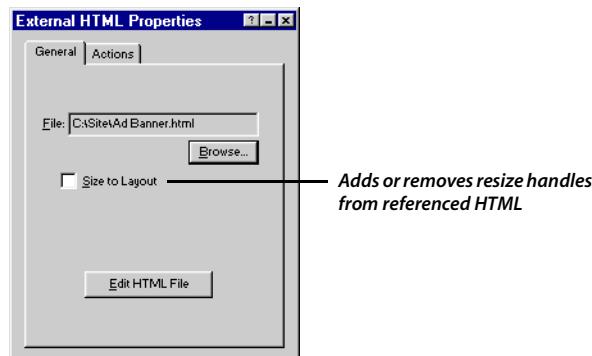 External HTML Properties
General Actions
File: C:\Site\Ad Banner.html
Browse...
Size to Layout
Adds or removes resize handles
from referenced HTML
Edit HTML File